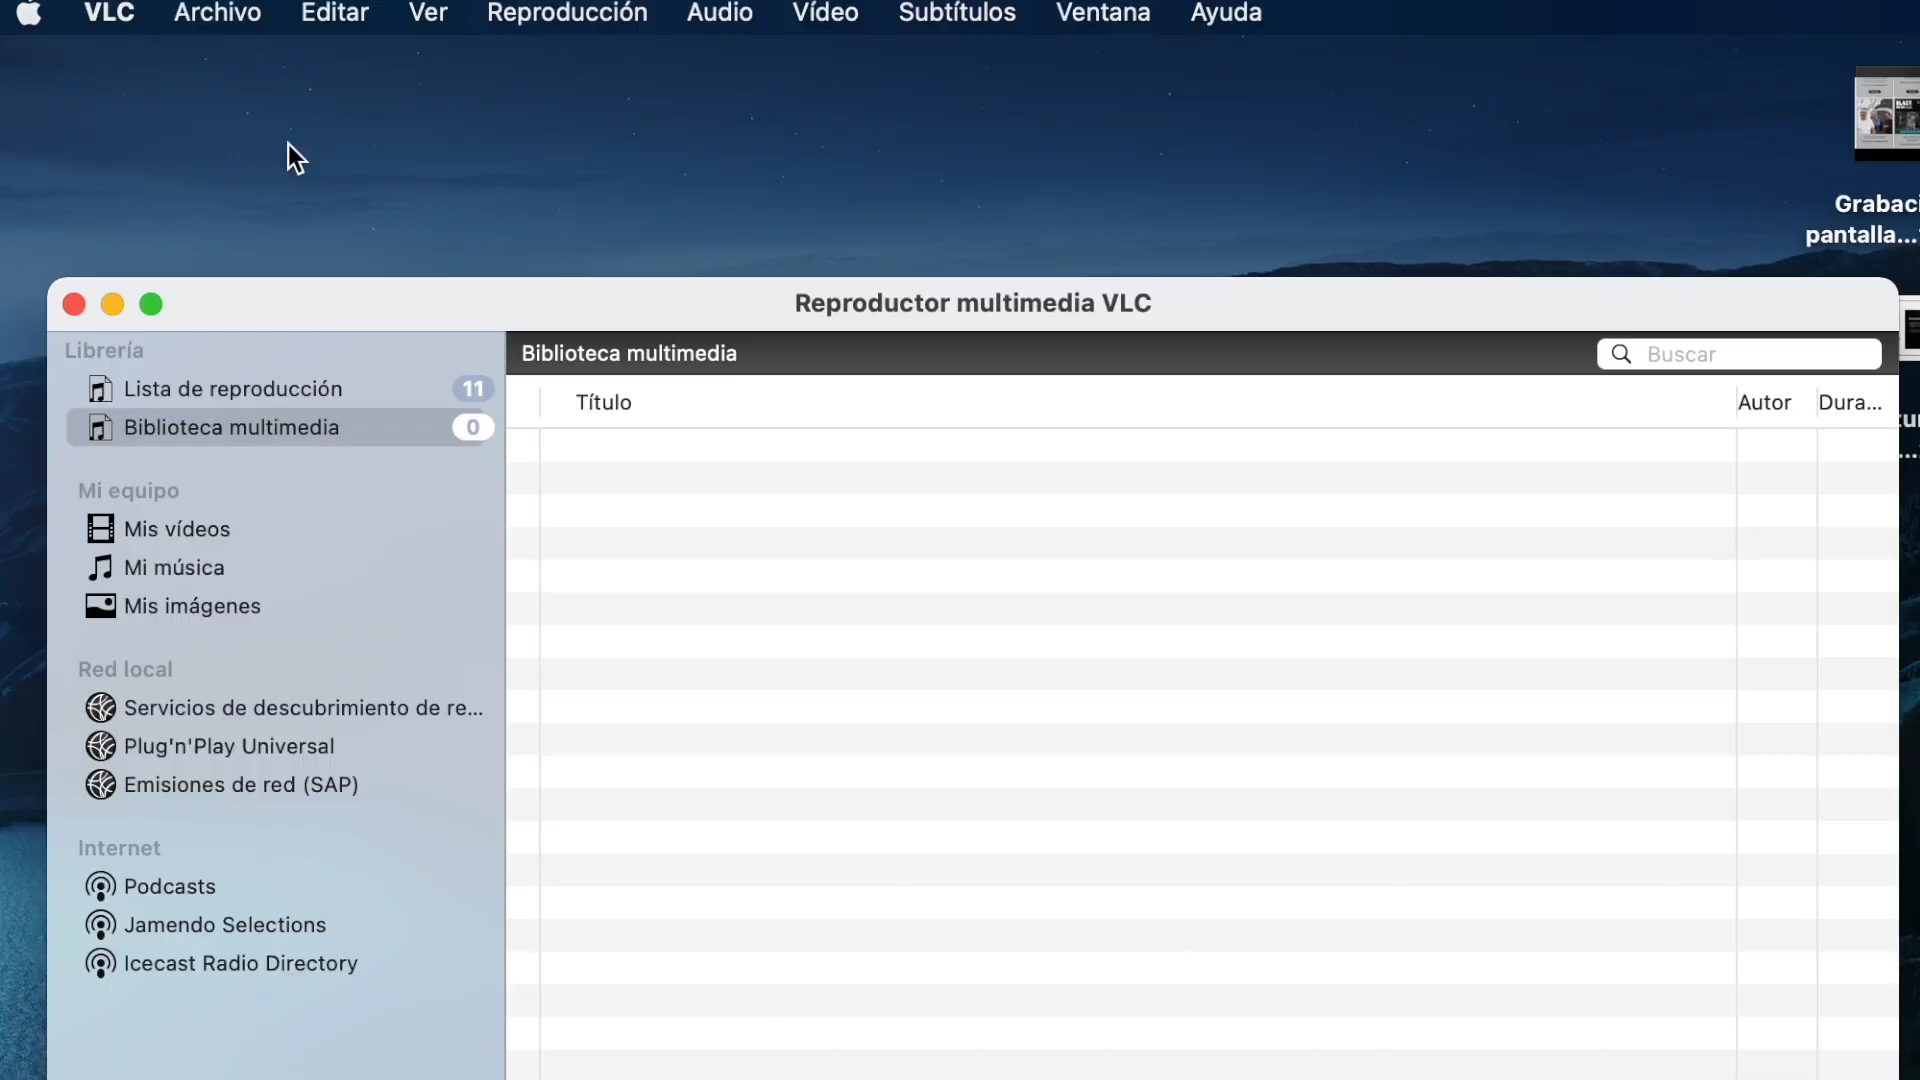 VLC Archivo Editar Ver Reproducción Audio Vídeo Subtítulos Ventana Ayuda
Grabaci
pantalla...
Reproductor multimedia VLC
Librería
Lista de reproducción 11
Biblioteca multimedia 0
Mi equipo
Mis vídeos
Mi música
Mis imágenes
Red local
Servicios de descubrimiento de re...
Plug'n'Play Universal
Emisiones de red (SAP)
Internet
Podcasts
Jamendo Selections
Icecast Radio Directory
Biblioteca multimedia Buscar
Título Autor Dura...